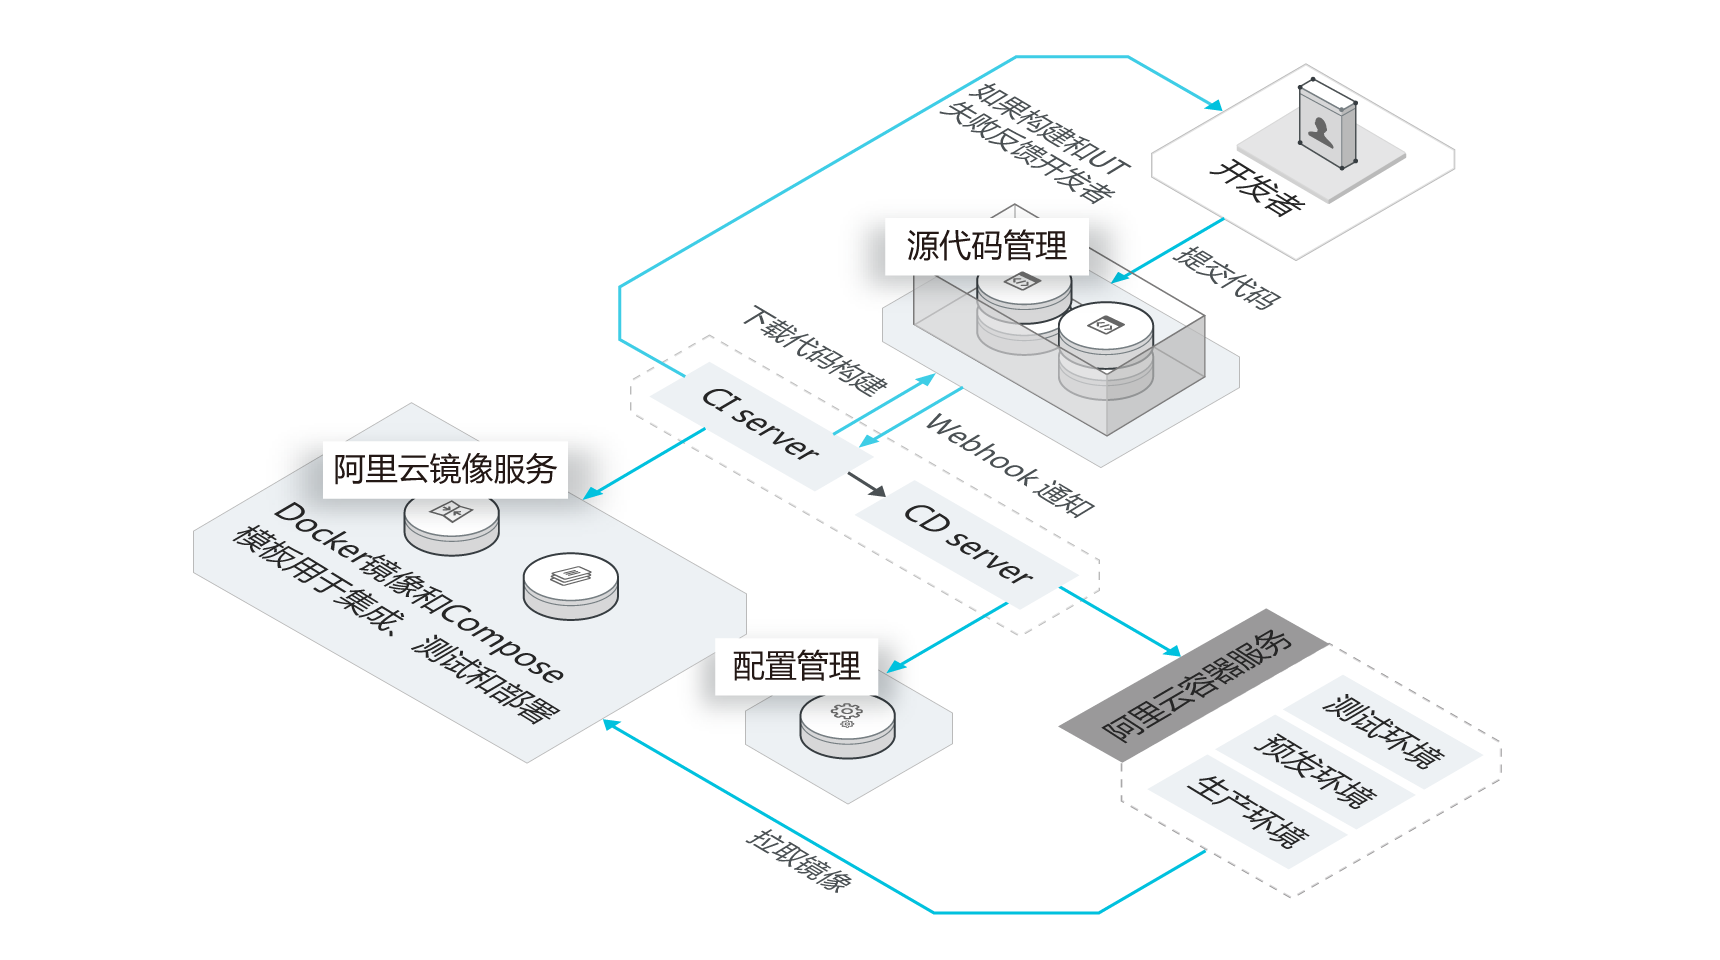 如果构建和UT
失败反馈开发者
开发者
源代码管理
提交代码
下载代码构建
CI server
Webhook 通知
阿里云镜像服务
CD server
Docker镜像和Compose
模板用于集成、测试和部署
配置管理
阿里云容器服务
测试环境
预发环境
生产环境
拉取镜像